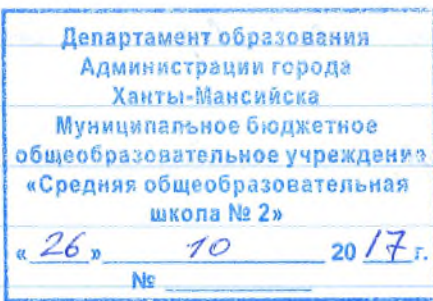 Департамент образования
Администрации города
Ханты-Мансийска
Муниципальное бюджетное
общеобразовательное учреждение
«Средняя общеобразовательная
школа № 2»
« 26 » 10 20 17 г.
№